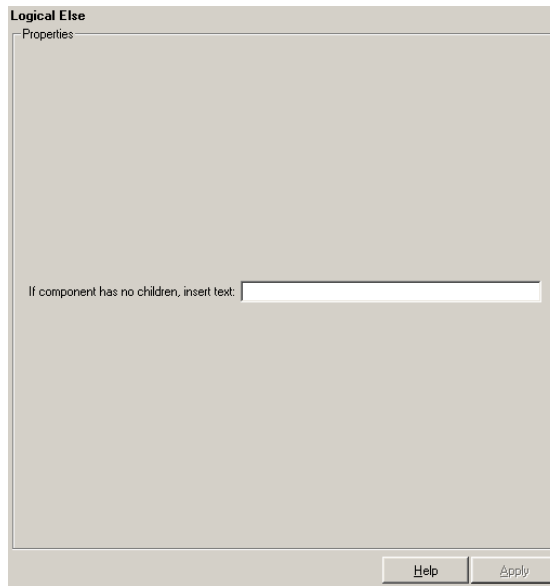 Logical Else
Properties
If component has no children, insert text:
Help
Apply